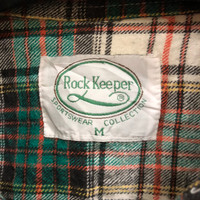 Rock Keeper
®
SPORTSWEAR COLLECTION
M